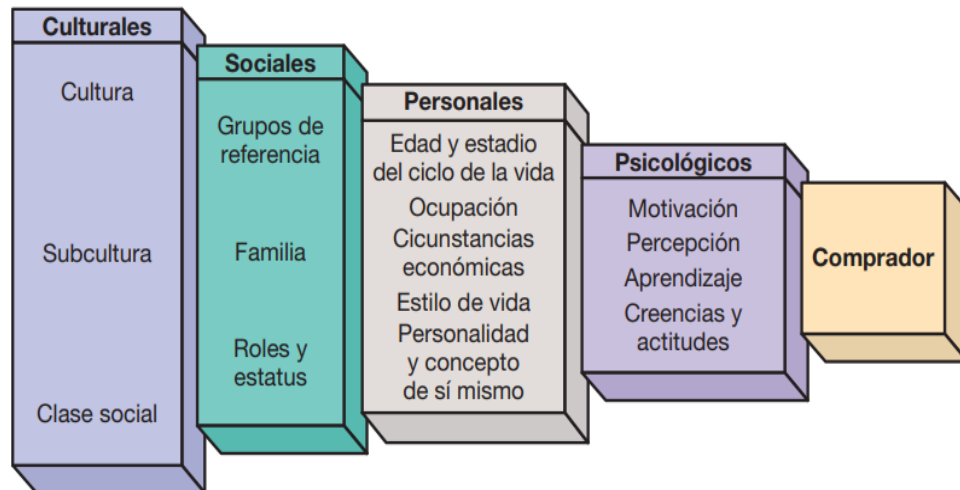 Culturales
Cultura
Subcultura
Clase social
Sociales
Grupos de
referencia
Familia
Roles y
estatus
Personales
Edad y estadio
del ciclo de la vida
Ocupación
Cicunstancias
económicas
Estilo de vida
Personalidad
y concepto
de sí mismo
Psicológicos
Motivación
Percepción
Aprendizaje
Creencias y
actitudes
Comprador